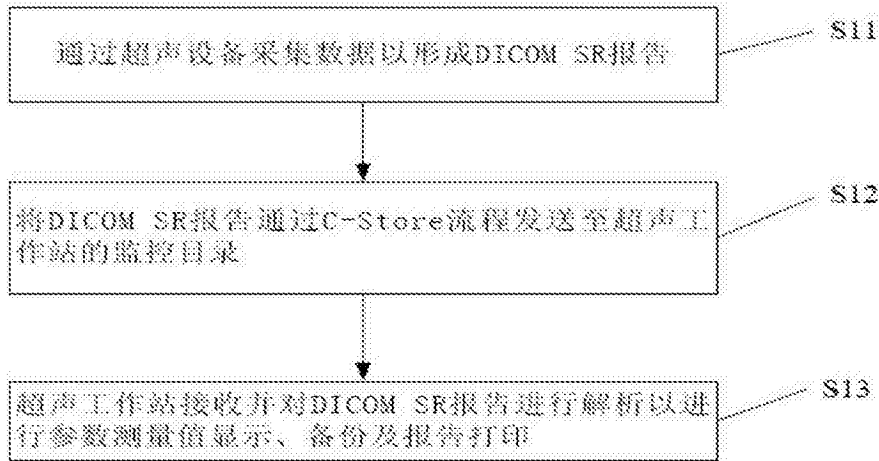 通过超声设备采集数据以形成DICOM SR报告
S11
将DICOM SR报告通过C-Store流程发送至超声工
作站的监控目录
S12
超声工作站接收并对DICOM SR报告进行解析以进
行参数测量值显示、备份及报告打印
S13